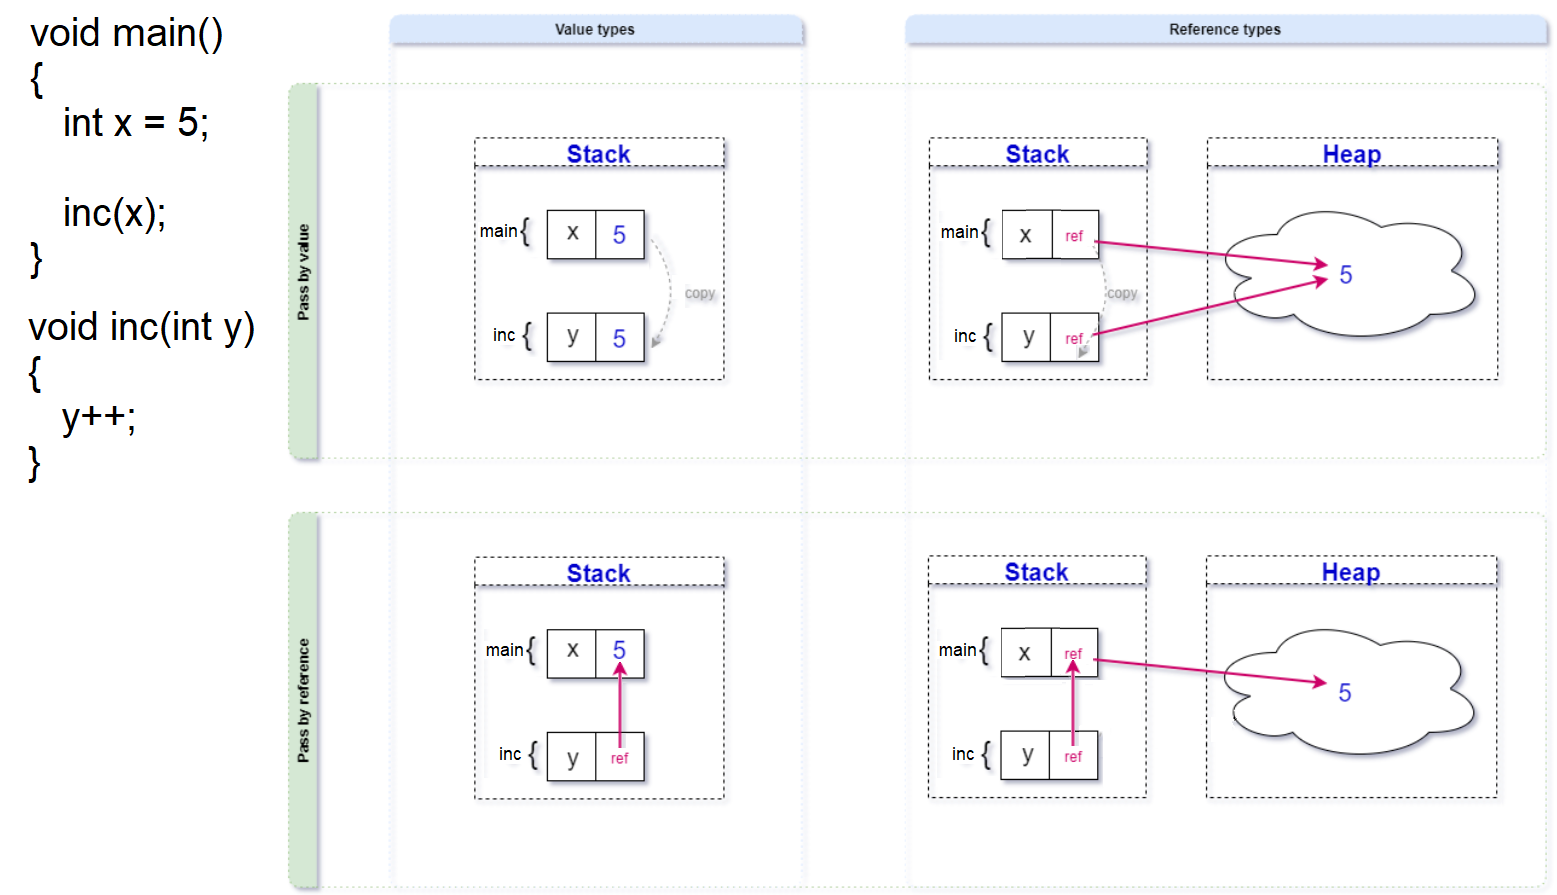 void main()
{
int x = 5;
inc(x);
}
void inc(int y)
{
y++;
}
Value types
Reference types
Pass by value
Stack
main{ x 5
copy
inc { y 5
Stack
main{ x ref
copy
inc { y ref
Heap
5
Pass by reference
Stack
main{ x 5
inc { y ref
Stack
main{ x ref
inc { y ref
Heap
5